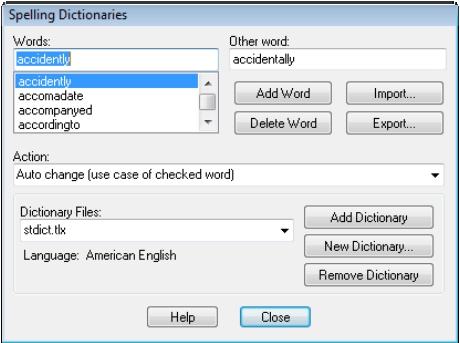 Spelling Dictionaries
Words:
Other word:
accidently
accidentally
accidently
accomadate
accompanyed
accordingto
Add Word
Import...
Delete Word
Export...
Action:
Auto change (use case of checked word)
Dictionary Files:
stdict.tlx
Language: American English
Add Dictionary
New Dictionary...
Remove Dictionary
Help
Close